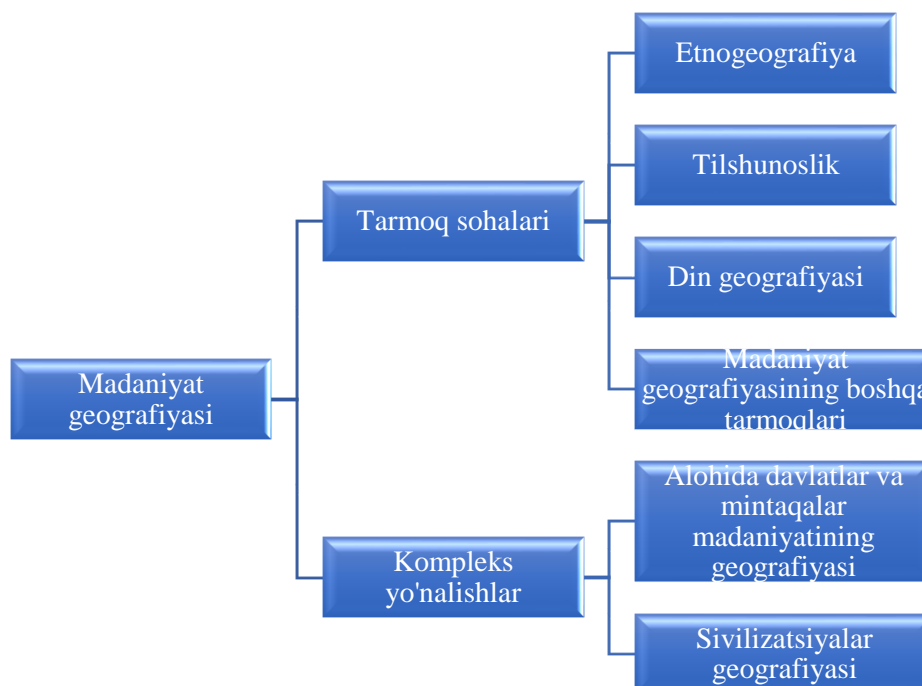 Etnogeografiya
Tilshunoslik
Tarmoq sohalari
Din geografiyasi
Madaniyat
geografiyasining boshqa
tarmoqlari
Madaniyat
geografiyasi
Alohida davlatlar va
mintaqalar
madaniyatining
geografiyasi
Kompleks
yo'nalishlar
Sivilizatsiyalar
geografiyasi